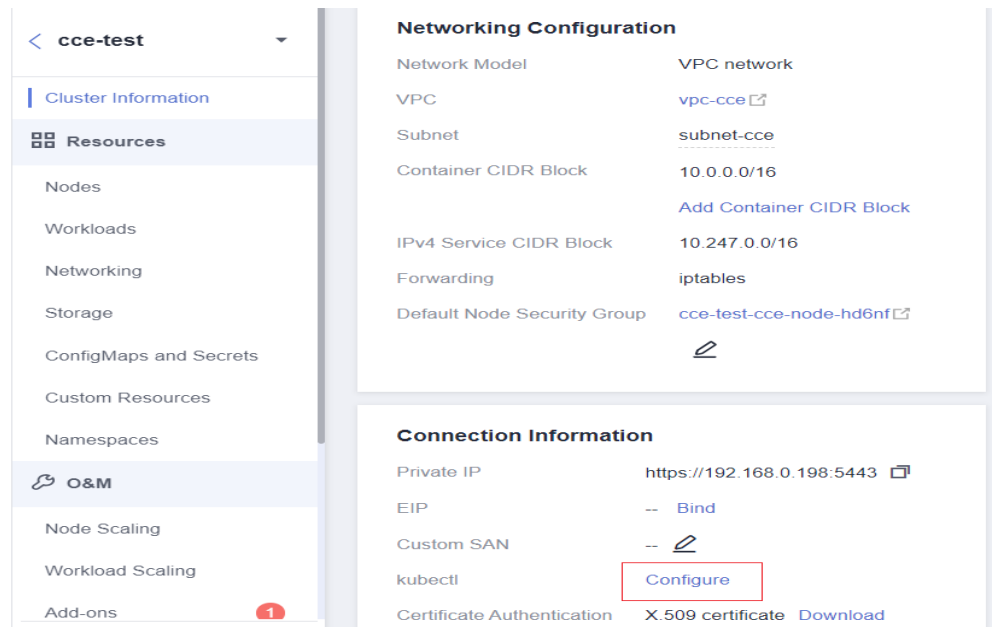 cce-test
Cluster Information
Resources
Nodes
Workloads
Networking
Storage
ConfigMaps and Secrets
Custom Resources
Namespaces
O&M
Node Scaling
Workload Scaling
Add-ons 1
Networking Configuration
Network Model VPC network
VPC vpc-cce
Subnet subnet-cce
Container CIDR Block 10.0.0.0/16
Add Container CIDR Block
IPv4 Service CIDR Block 10.247.0.0/16
Forwarding iptables
Default Node Security Group cce-test-cce-node-hd6nf
Connection Information
Private IP https://192.168.0.198:5443
EIP -- Bind
Custom SAN --
kubectl Configure
Certificate Authentication X.509 certificate Download